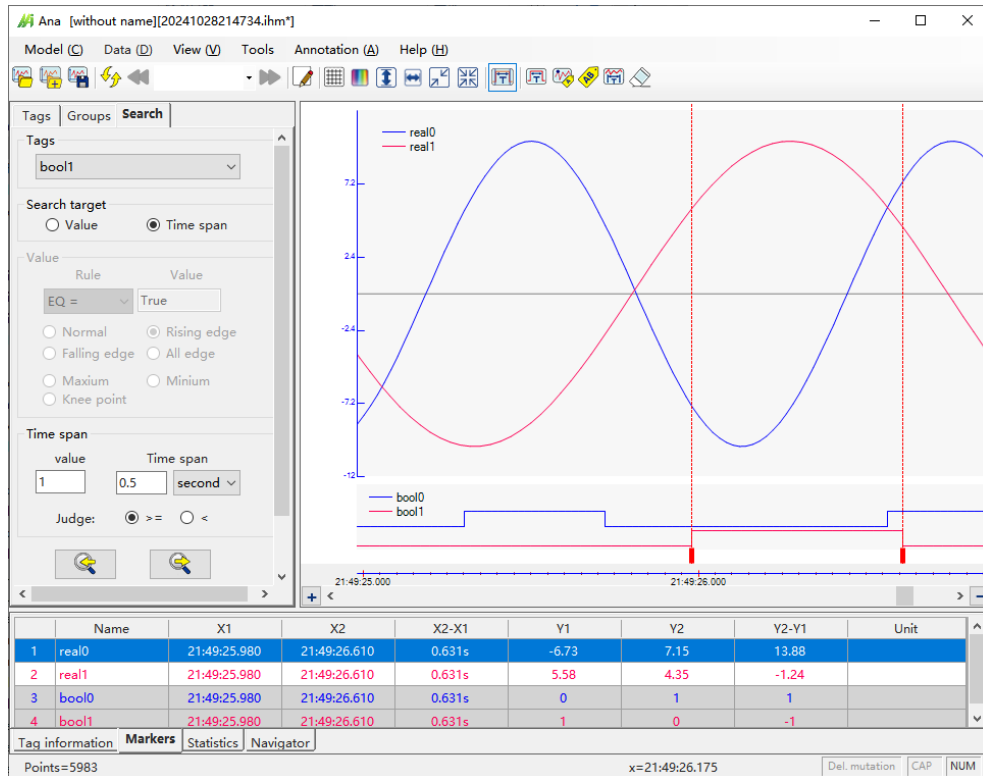 Ana [without name][20241028214734.ihm*]
Model (C) Data (D) View (V) Tools Annotation (A) Help (H)
Tags Groups Search
Tags
bool1
Search target
Value Time span
Value
Rule Value
EQ = True
Normal Rising edge
Falling edge All edge
Maxium Minium
Knee point
Time span
value Time span
1 0.5 second
Judge: >= <
real0
real1
7.2
2.4
-2.4
-7.2
-12
bool0
bool1
21:49:25.000 21:49:26.000
Name X1 X2 X2-X1 Y1 Y2 Y2-Y1 Unit
1 real0 21:49:25.980 21:49:26.610 0.631s -6.73 7.15 13.88
2 real1 21:49:25.980 21:49:26.610 0.631s 5.58 4.35 -1.24
3 bool0 21:49:25.980 21:49:26.610 0.631s 0 1 1
4 bool1 21:49:25.980 21:49:26.610 0.631s 1 0 -1
Tag information Markers Statistics Navigator
Points=5983 x=21:49:26.175 Del. mutation CAP NUM